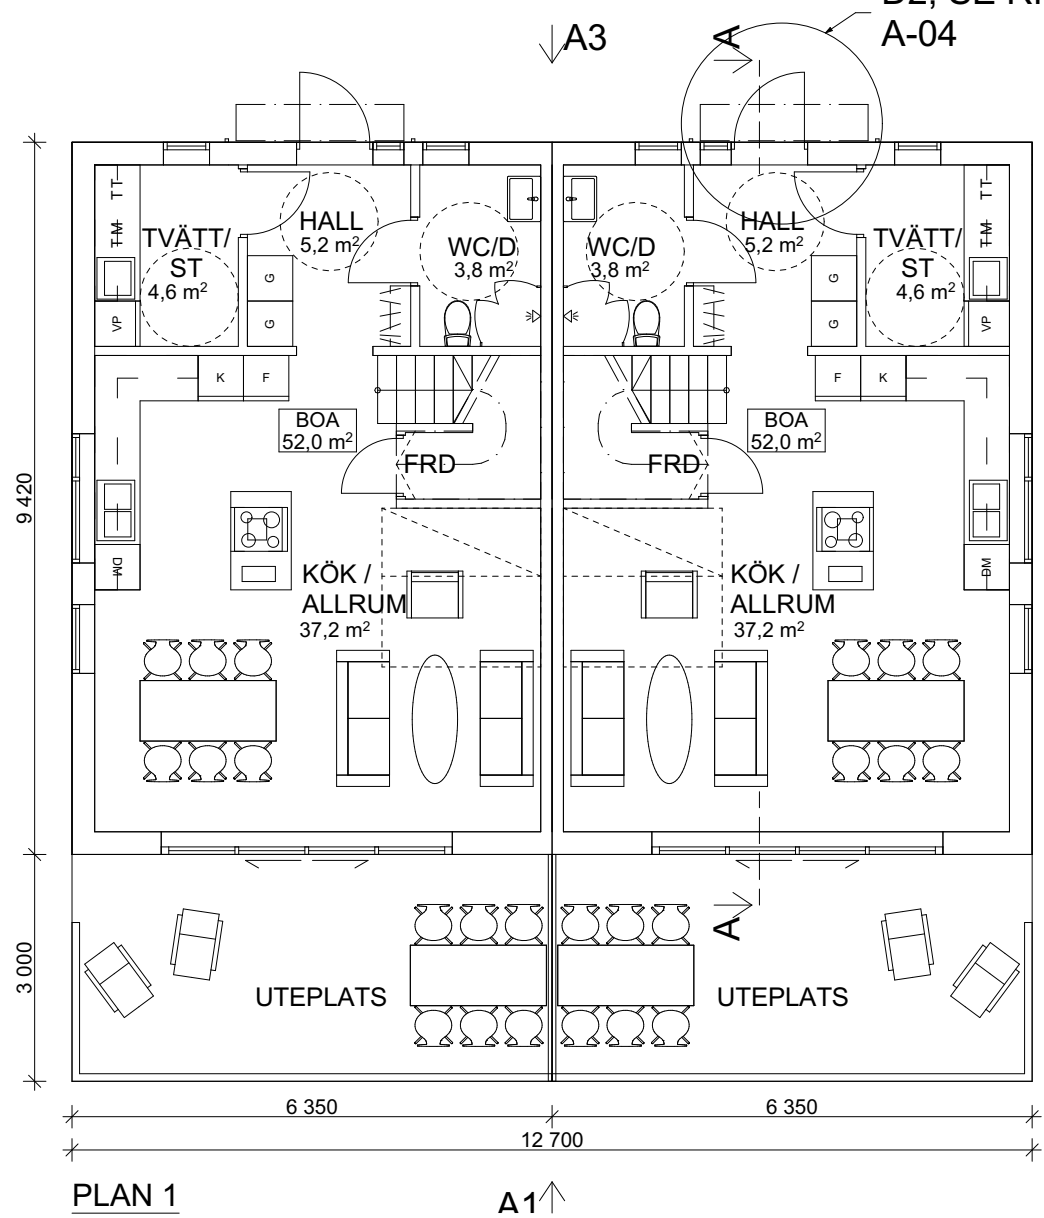 A3
A
A-04
TT
TM
TVÄTT/
ST
4,6 m²
VP
HALL
5,2 m²
G
G
WC/D
3,8 m²
WC/D
3,8 m²
HALL
5,2 m²
G
G
TVÄTT/
ST
4,6 m²
TT
TM
VP
K
F
BOA
52,0 m²
FRD
FRD
BOA
52,0 m²
F
K
9 420
DM
KÖK /
ALLRUM
37,2 m²
KÖK /
ALLRUM
37,2 m²
DM
3 000
UTEPLATS
A
UTEPLATS
6 350
6 350
12 700
PLAN 1
A1